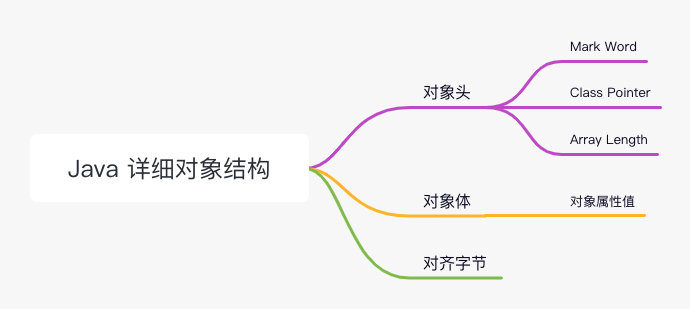 Java 详细对象结构
对象头
Mark Word
Class Pointer
Array Length
对象体
对象属性值
对齐字节